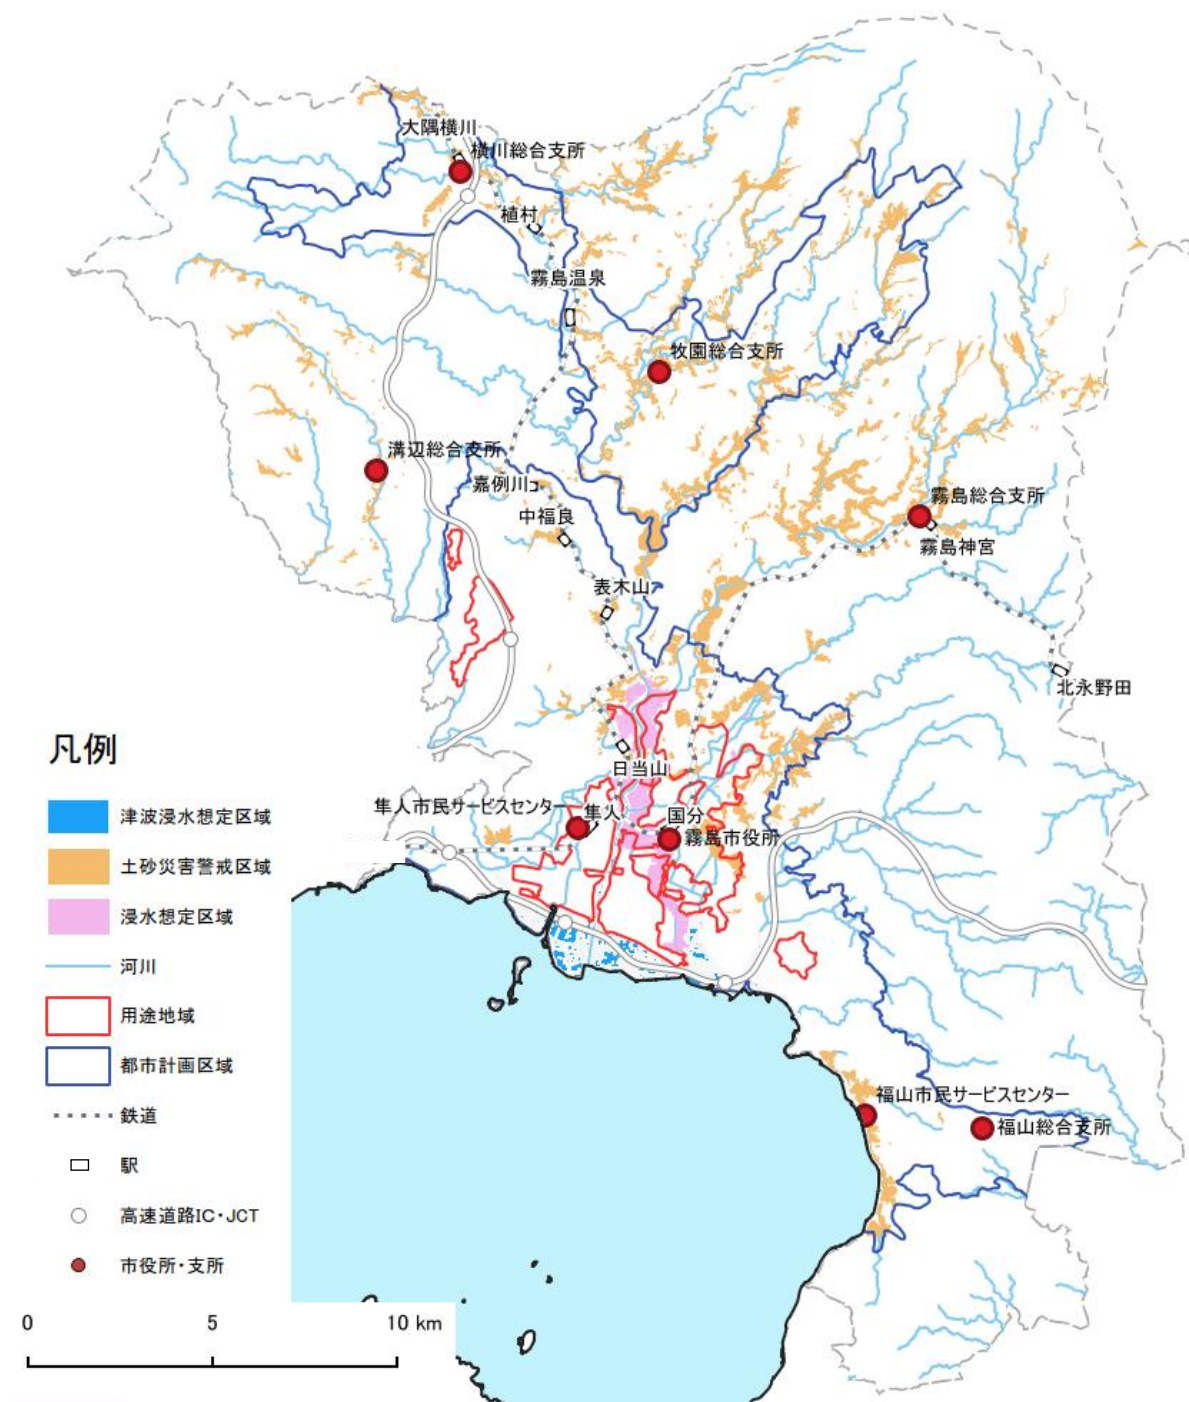 大隅横川
横川総合支所
植村
霧島温泉
牧園総合支所
溝辺総合支所
嘉例川
霧島総合支所
中福良
霧島神宮
表木山
北永野田
凡例
日当山
津波浸水想定区域
隼人市民サービスセンター
隼人
国分
霧島市役所
土砂災害警戒区域
浸水想定区域
河川
用途地域
都市計画区域
福山市民サービスセンター
鉄道
福山総合支所
駅
高速道路IC・JCT
市役所・支所
0 5 10 km